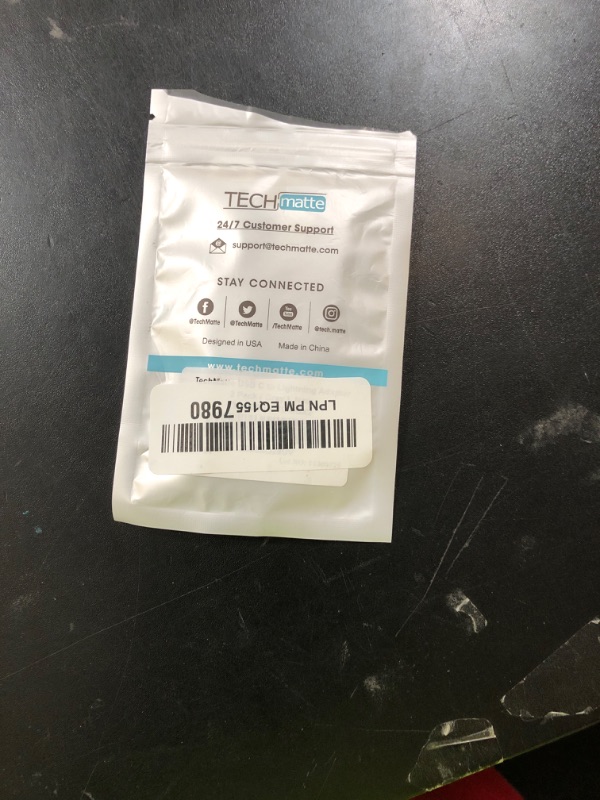 TECHmatte
24/7 Customer Support
support@techmatte.com
STAY CONNECTED
@TechMatte @TechMatte /TechMatte @tech.matte
Designed in USA Made in China
www.techmatte.com
LPN PM EQ1557980